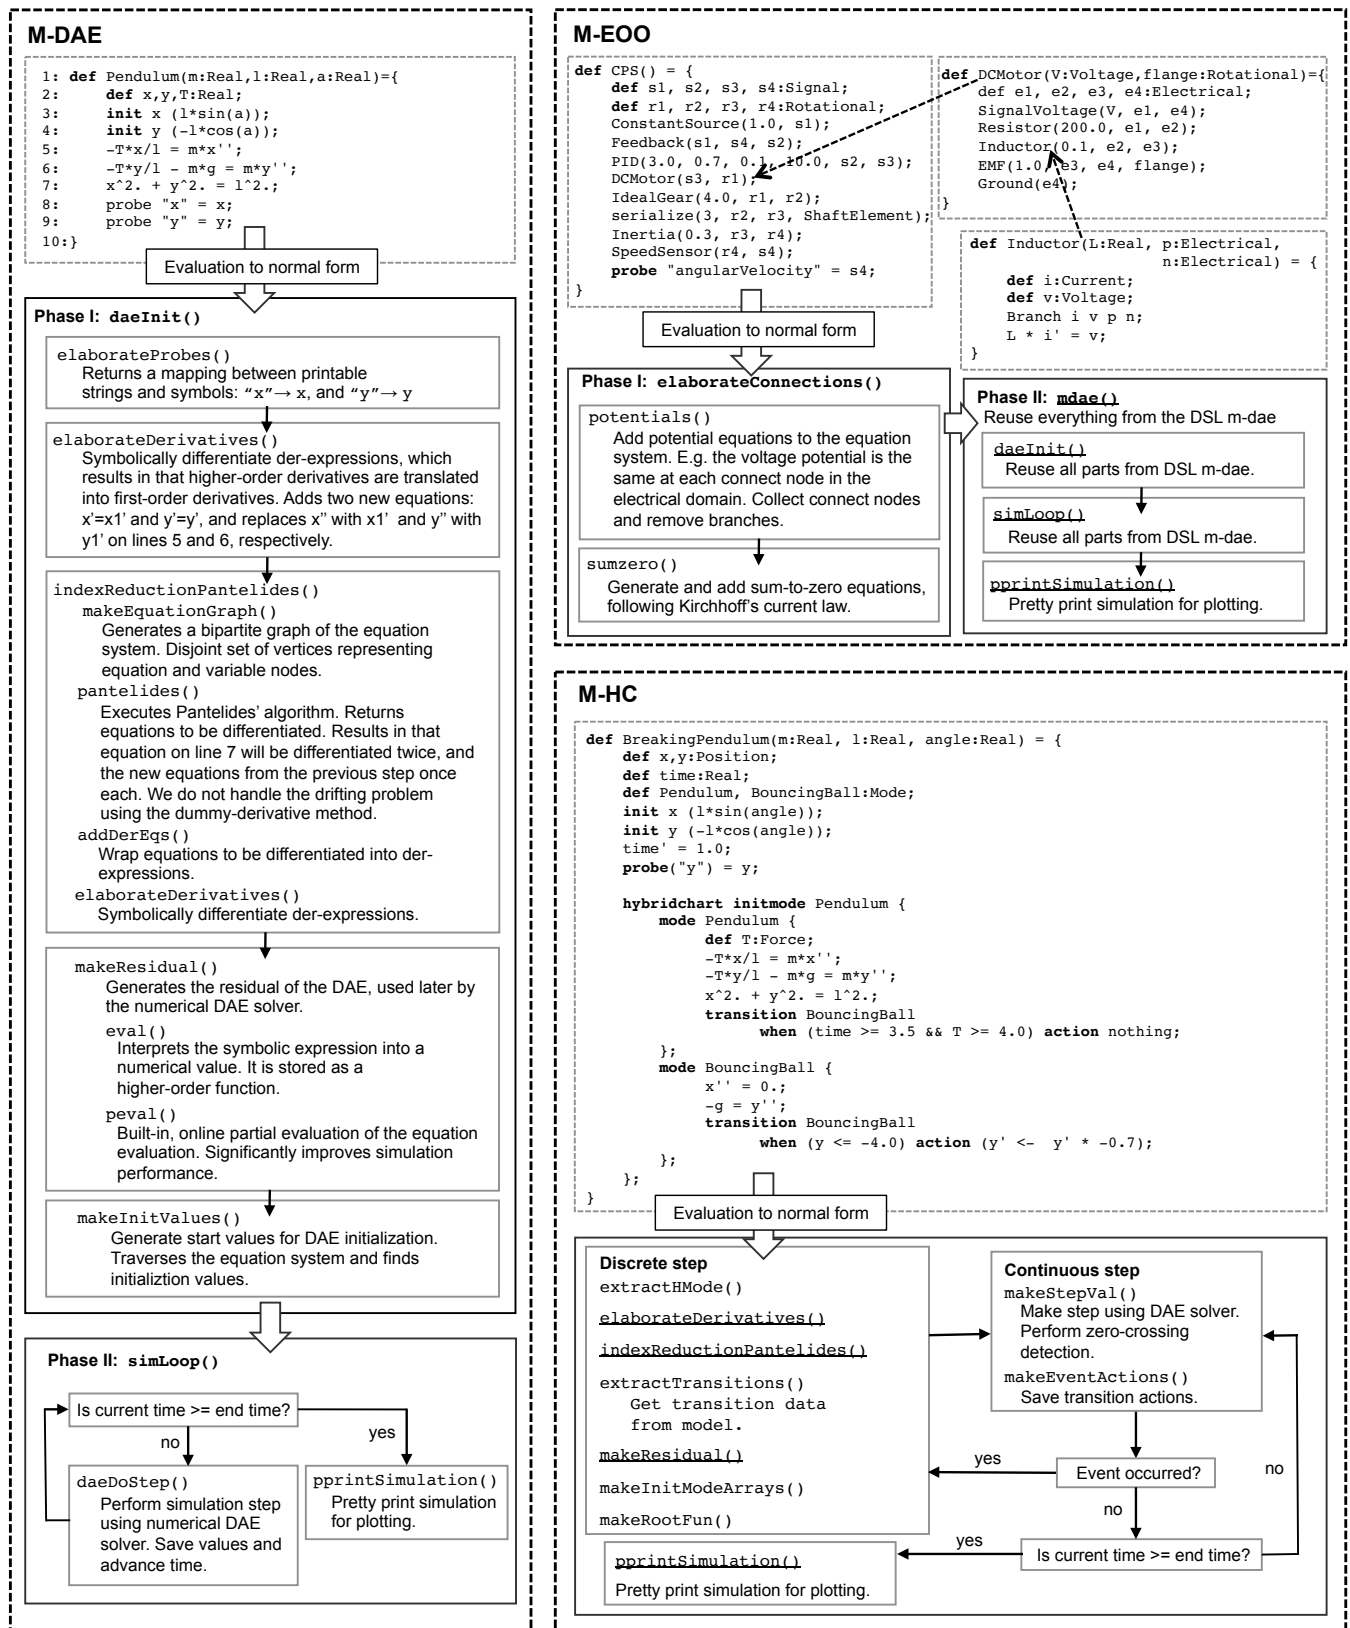 M-DAE
1: def Pendulum(m:Real,l:Real,a:Real)={
2: def x,y,T:Real;
3: init x (l*sin(a));
4: init y (-l*cos(a));
5: -T*x/l = m*x'';
6: -T*y/l - m*g = m*y'';
7: x^2. + y^2. = l^2.;
8: probe "x" = x;
9: probe "y" = y;
10:}
Evaluation to normal form
Phase I: daeInit()
elaborateProbes()
Returns a mapping between printable
strings and symbols: “x”→ x, and “y”→ y
elaborateDerivatives()
Symbolically differentiate der-expressions, which
results in that higher-order derivatives are translated
into first-order derivatives. Adds two new equations:
x’=x1’ and y’=y’, and replaces x’’ with x1’ and y’’ with
y1’ on lines 5 and 6, respectively.
indexReductionPantelides()
makeEquationGraph()
Generates a bipartite graph of the equation
system. Disjoint set of vertices representing
equation and variable nodes.
pantelides()
Executes Pantelides’ algorithm. Returns
equations to be differentiated. Results in that
equation on line 7 will be differentiated twice, and
the new equations from the previous step once
each. We do not handle the drifting problem
using the dummy-derivative method.
addDerEqs()
Wrap equations to be differentiated into der-
expressions.
elaborateDerivatives()
Symbolically differentiate der-expressions.
makeResidual()
Generates the residual of the DAE, used later by
the numerical DAE solver.
eval()
Interprets the symbolic expression into a
numerical value. It is stored as a
higher-order function.
peval()
Built-in, online partial evaluation of the equation
evaluation. Significantly improves simulation
performance.
makeInitValues()
Generate start values for DAE initialization.
Traverses the equation system and finds
initializtion values.
Phase II: simLoop()
Is current time >= end time?
no
yes
daeDoStep()
Perform simulation step
using numerical DAE
solver. Save values and
advance time.
pprintSimulation()
Pretty print simulation
for plotting.
M-EOO
def CPS() = {
def s1, s2, s3, s4:Signal;
def r1, r2, r3, r4:Rotational;
ConstantSource(1.0, s1);
Feedback(s1, s4, s2);
PID(3.0, 0.7, 0.1, 10.0, s2, s3);
DCMotor(s3, r1);
IdealGear(4.0, r1, r2);
serialize(3, r2, r3, ShaftElement);
Inertia(0.3, r3, r4);
SpeedSensor(r4, s4);
probe "angularVelocity" = s4;
}
def DCMotor(V:Voltage,flange:Rotational)={
def e1, e2, e3, e4:Electrical;
SignalVoltage(V, e1, e4);
Resistor(200.0, e1, e2);
Inductor(0.1, e2, e3);
EMF(1.0, e3, e4, flange);
Ground(e4);
}
def Inductor(L:Real, p:Electrical,
n:Electrical) = {
def i:Current;
def v:Voltage;
Branch i v p n;
L * i' = v;
}
Evaluation to normal form
Phase I: elaborateConnections()
potentials()
Add potential equations to the equation
system. E.g. the voltage potential is the
same at each connect node in the
electrical domain. Collect connect nodes
and remove branches.
sumzero()
Generate and add sum-to-zero equations,
following Kirchhoff’s current law.
Phase II: mdae()
Reuse everything from the DSL m-dae
daeInit()
Reuse all parts from DSL m-dae.
simLoop()
Reuse all parts from DSL m-dae.
pprintSimulation()
Pretty print simulation for plotting.
M-HC
def BreakingPendulum(m:Real, l:Real, angle:Real) = {
def x,y:Position;
def time:Real;
def Pendulum, BouncingBall:Mode;
init x (l*sin(angle));
init y (-l*cos(angle));
time' = 1.0;
probe("y") = y;
hybridchart initmode Pendulum {
mode Pendulum {
def T:Force;
-T*x/l = m*x'';
-T*y/l - m*g = m*y'';
x^2. + y^2. = l^2.;
transition BouncingBall
when (time >= 3.5 && T >= 4.0) action nothing;
};
mode BouncingBall {
x'' = 0.;
-g = y'';
transition BouncingBall
when (y <= -4.0) action (y' <- y' * -0.7);
};
};
}
Evaluation to normal form
Discrete step
extractHMode()
elaborateDerivatives()
indexReductionPantelides()
extractTransitions()
Get transition data
from model.
makeResidual()
makeInitModeArrays()
makeRootFun()
Continuous step
makeStepVal()
Make step using DAE solver.
Perform zero-crossing
detection.
makeEventActions()
Save transition actions.
yes
Event occurred?
no
no
yes
Is current time >= end time?
pprintSimulation()
Pretty print simulation for plotting.